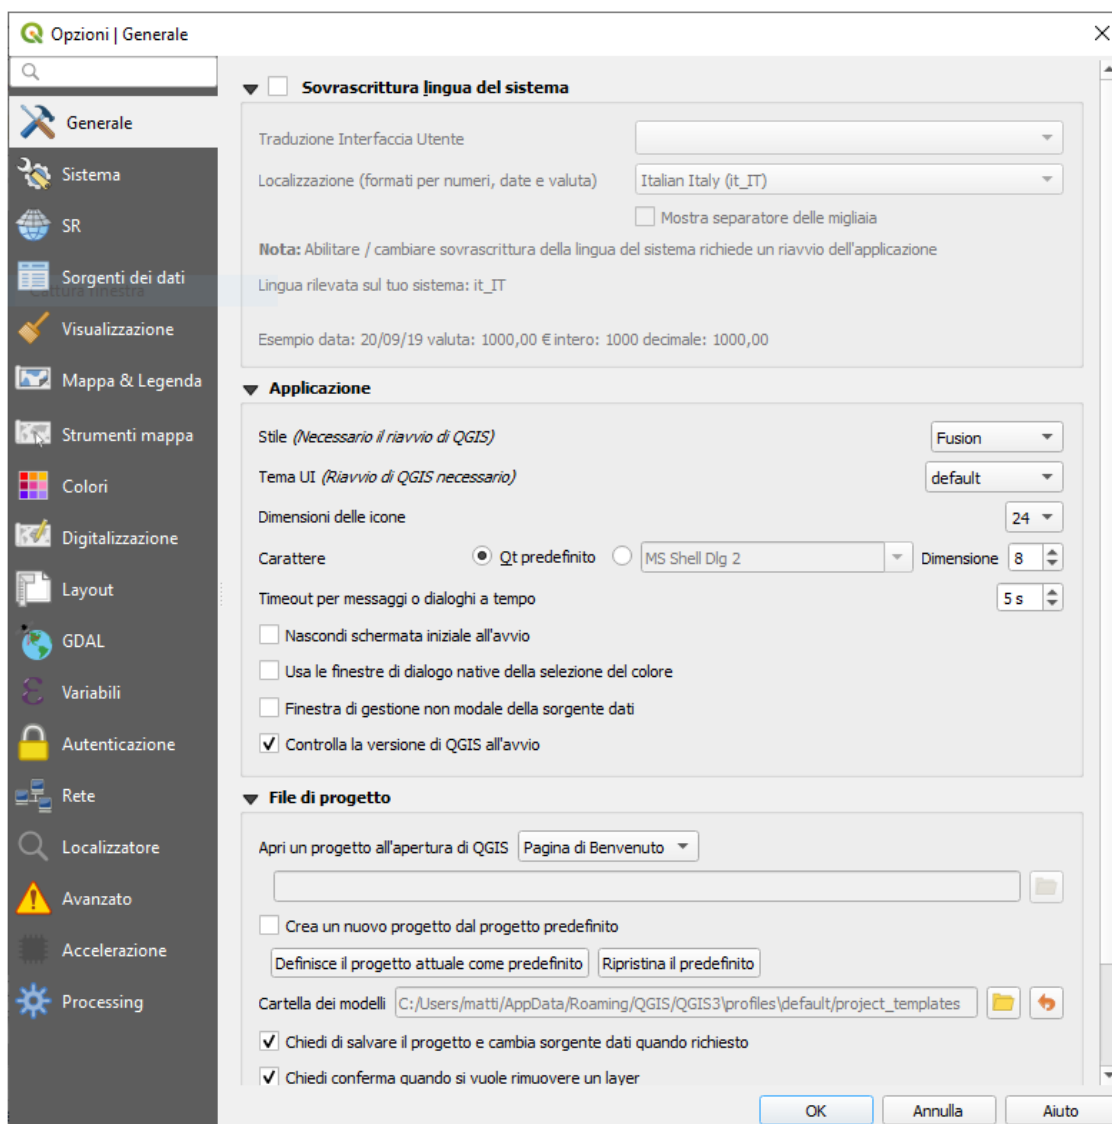 Opzioni | Generale
Generale
Sistema
SR
Sorgenti dei dati
Cattura finestra
Visualizzazione
Mappa & Legenda
Strumenti mappa
Colori
Digitalizzazione
Layout
GDAL
Variabili
Autenticazione
Rete
Localizzatore
Avanzato
Accelerazione
Processing
Sovrascrittura lingua del sistema
Traduzione Interfaccia Utente
Localizzazione (formati per numeri, date e valuta) Italian Italy (it_IT)
Mostra separatore delle migliaia
Nota: Abilitare / cambiare sovrascrittura della lingua del sistema richiede un riavvio dell'applicazione
Lingua rilevata sul tuo sistema: it_IT
Esempio data: 20/09/19 valuta: 1000,00 € intero: 1000 decimale: 1000,00
Applicazione
Stile (Necessario il riavvio di QGIS) Fusion
Tema UI (Riavvio di QGIS necessario) default
Dimensioni delle icone 24
Carattere Qt predefinito MS Shell Dlg 2 Dimensione 8
Timeout per messaggi o dialoghi a tempo 5 s
Nascondi schermata iniziale all'avvio
Usa le finestre di dialogo native della selezione del colore
Finestra di gestione non modale della sorgente dati
Controlla la versione di QGIS all'avvio
File di progetto
Apri un progetto all'apertura di QGIS Pagina di Benvenuto
Crea un nuovo progetto dal progetto predefinito
Definisce il progetto attuale come predefinito Ripristina il predefinito
Cartella dei modelli C:/Users/matti/AppData/Roaming/QGIS/QGIS3\profiles\default/project_templates
Chiedi di salvare il progetto e cambia sorgente dati quando richiesto
Chiedi conferma quando si vuole rimuovere un layer
OK Annulla Aiuto